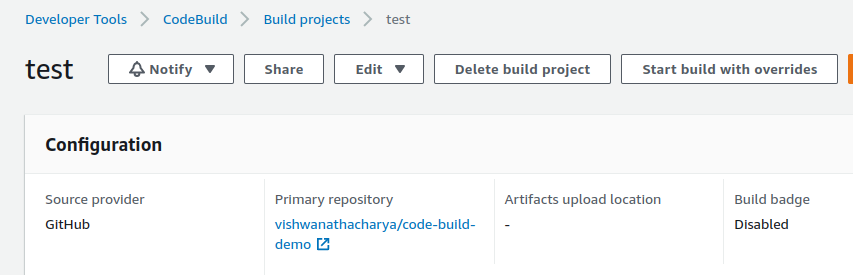 Developer Tools > CodeBuild > Build projects > test
test Notify Share Edit Delete build project Start build with overrides
Configuration
Source provider Primary repository Artifacts upload location Build badge
GitHub vishwanathacharya/code-build- - Disabled
demo